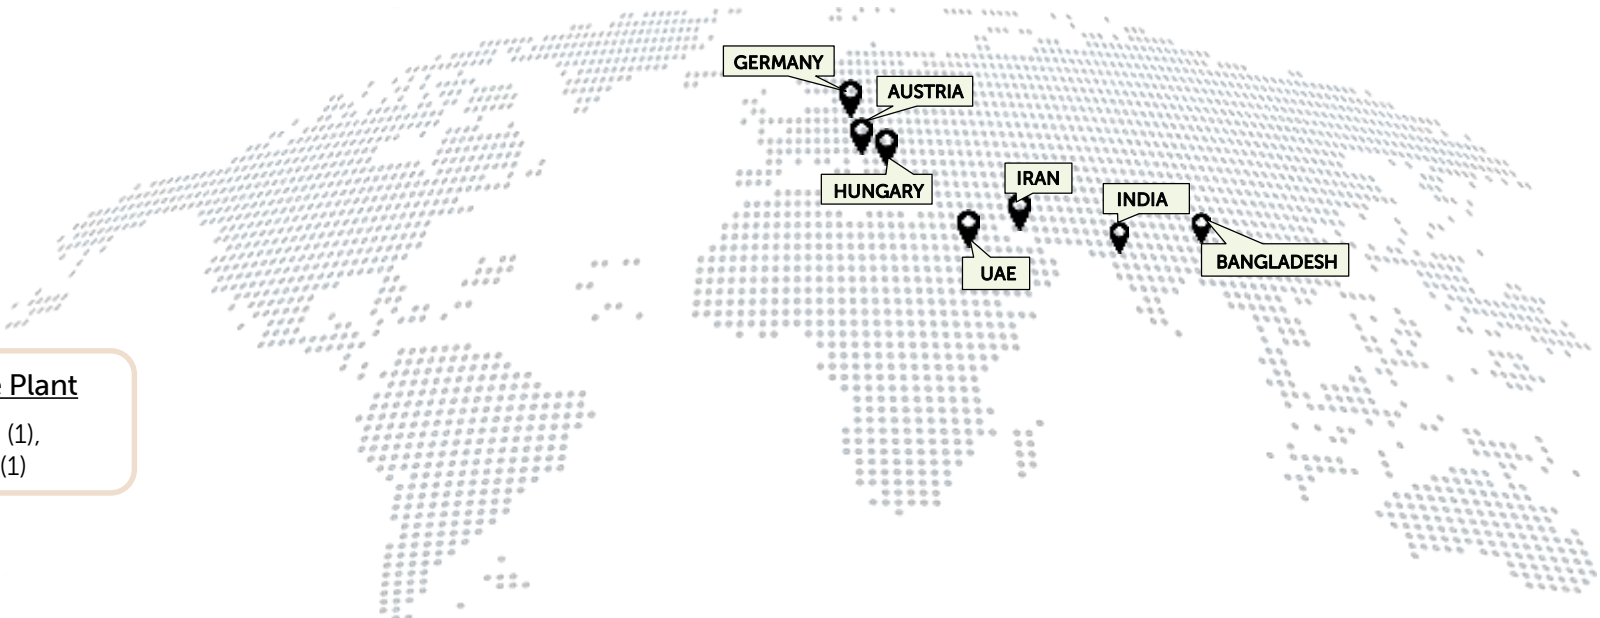 GERMANY
AUSTRIA
HUNGARY
IRAN
INDIA
UAE
BANGLADESH
Plant
(1),
(1)